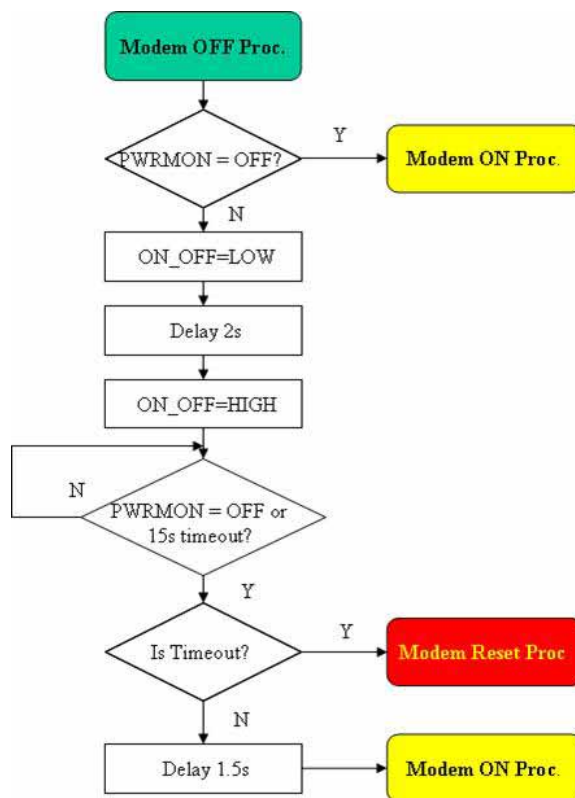 Modem OFF Proc.
PWRMON = OFF?
Y
Modem ON Proc.
N
ON_OFF=LOW
Delay 2s
ON_OFF=HIGH
N
PWRMON = OFF or
15s timeout?
Y
Is Timeout?
Y
Modem Reset Proc
N
Delay 1.5s
Modem ON Proc.